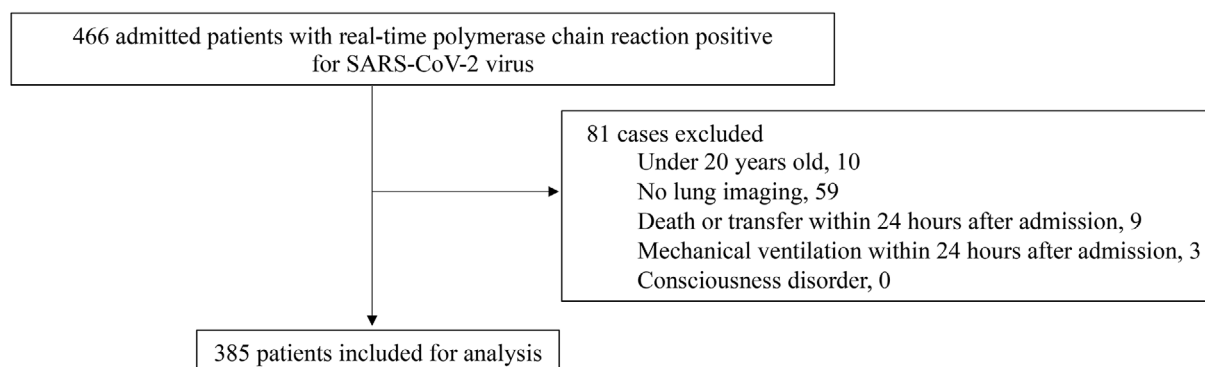 466 admitted patients with real-time polymerase chain reaction positive
for SARS-CoV-2 virus
81 cases excluded
Under 20 years old, 10
No lung imaging, 59
Death or transfer within 24 hours after admission, 9
Mechanical ventilation within 24 hours after admission, 3
Consciousness disorder, 0
385 patients included for analysis